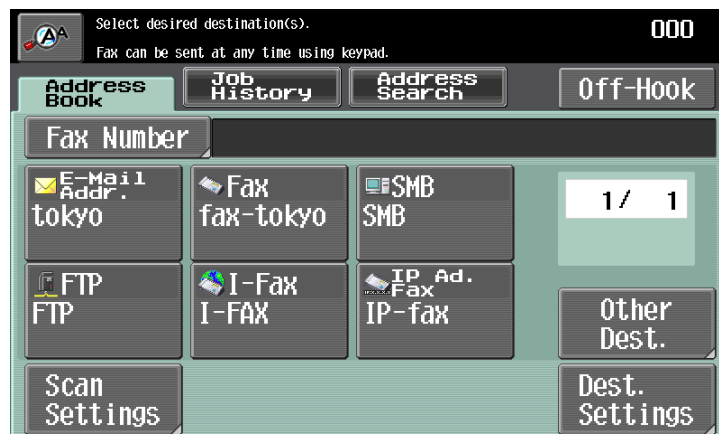 Select desired destination(s).
000
Fax can be sent at any time using keypad.
Address
Book
Job
History
Address
Search
Off-Hook
Fax Number
E-Mail
Addr.
tokyo
Fax
fax-tokyo
SMB
SMB
1/ 1
FTP
FTP
I-Fax
I-FAX
IP Ad.
Fax
IP-fax
Other
Dest.
Scan
Settings
Dest.
Settings